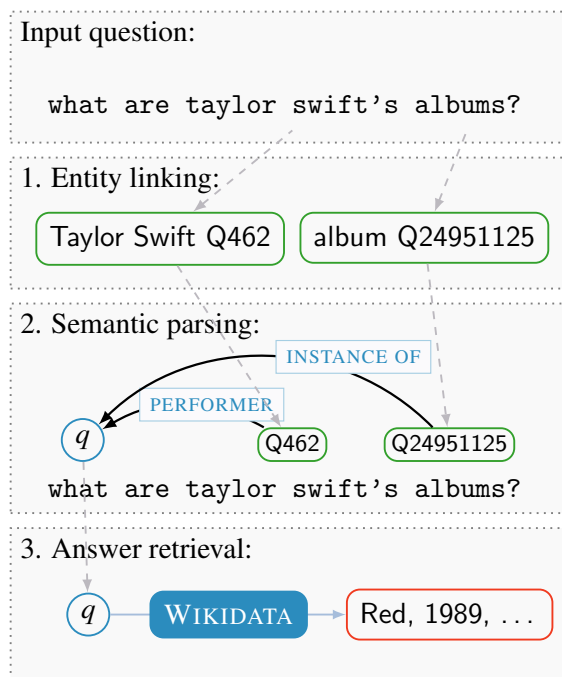 Input question:
what are taylor swift's albums?
1. Entity linking:
Taylor Swift Q462
album Q24951125
2. Semantic parsing:
INSTANCE OF
PERFORMER
q
Q462
Q24951125
what are taylor swift's albums?
3. Answer retrieval:
q
WIKIDATA
Red, 1989, ...